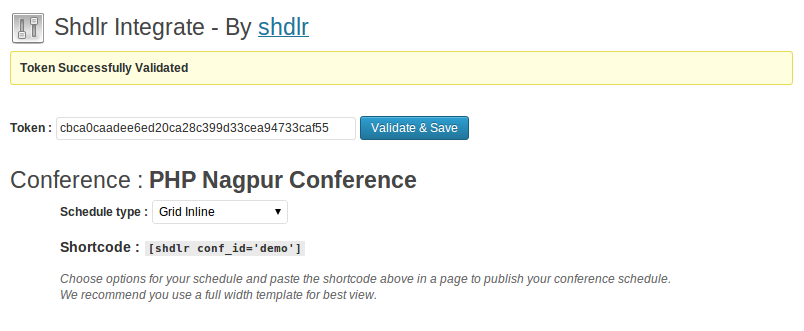 Shdlr Integrate - By shdlr
Token Successfully Validated
Token : cbca0caadee6ed20ca28c399d33cea94733caf55 Validate & Save
Conference : PHP Nagpur Conference
Schedule type : Grid Inline
Shortcode : [shdlr conf_id='demo']
Choose options for your schedule and paste the shortcode above in a page to publish your conference schedule.
We recommend you use a full width template for best view.